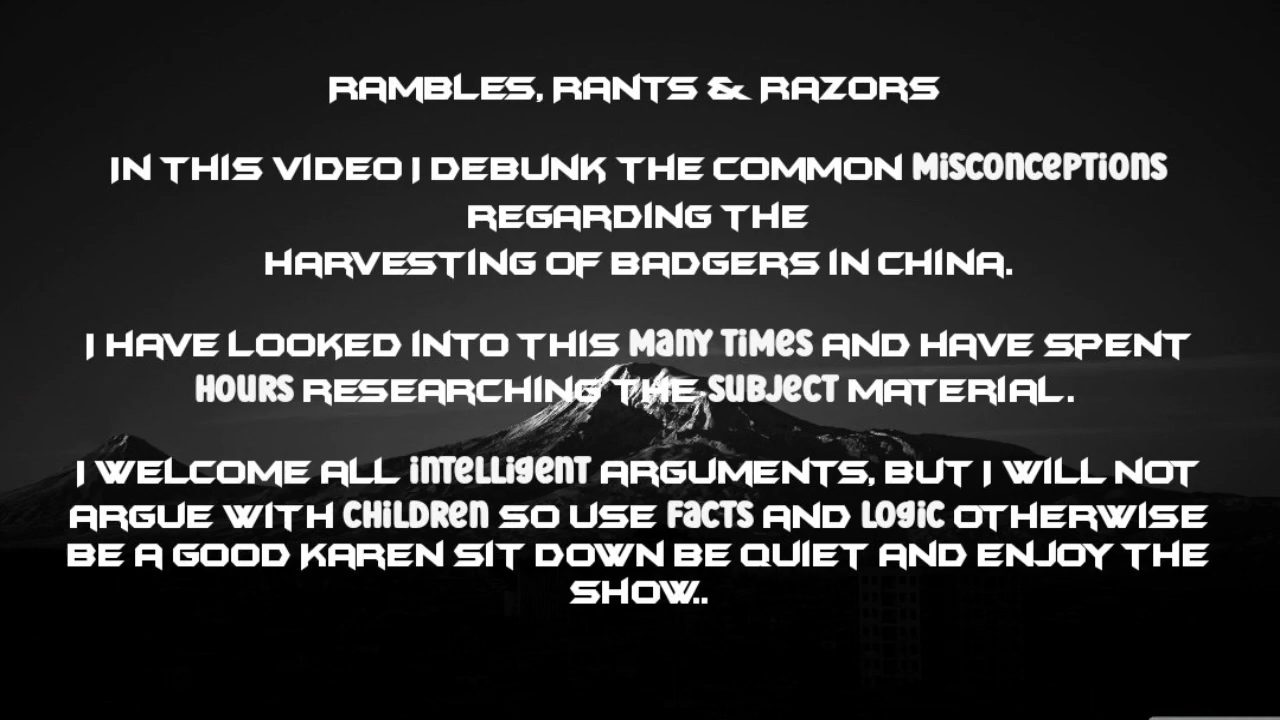 RAMBLES, RANTS & RAZORS
IN THIS VIDEO I DEBUNK THE COMMON MISCONCEPTIONS
REGARDING THE
HARVESTING OF BADGERS IN CHINA.
I HAVE LOOKED INTO THIS MANY TIMES AND HAVE SPENT
HOURS RESEARCHING THE SUBJECT MATERIAL.
I WELCOME ALL INTELLIGENT ARGUMENTS, BUT I WILL NOT
ARGUE WITH CHILDREN SO USE FACTS AND LOGIC OTHERWISE
BE A GOOD KAREN SIT DOWN BE QUIET AND ENJOY THE
SHOW..